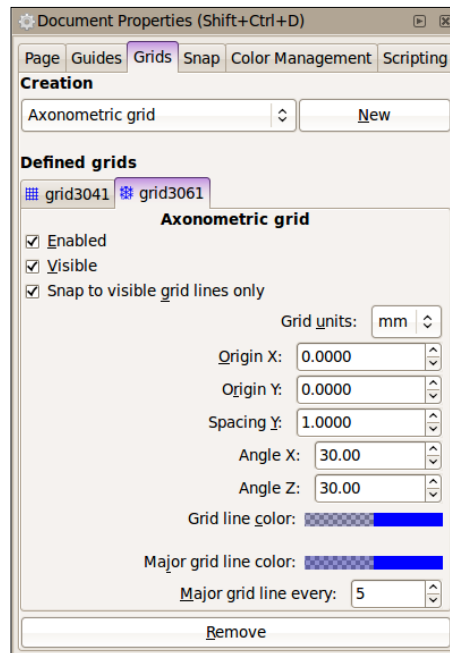 Document Properties (Shift+Ctrl+D)
Page Guides Grids Snap Color Management Scripting
Creation
Axonometric grid New
Defined grids
grid3041 grid3061
Axonometric grid
Enabled
Visible
Snap to visible grid lines only
Grid units: mm
Origin X: 0.0000
Origin Y: 0.0000
Spacing Y: 1.0000
Angle X: 30.00
Angle Z: 30.00
Grid line color:
Major grid line color:
Major grid line every: 5
Remove